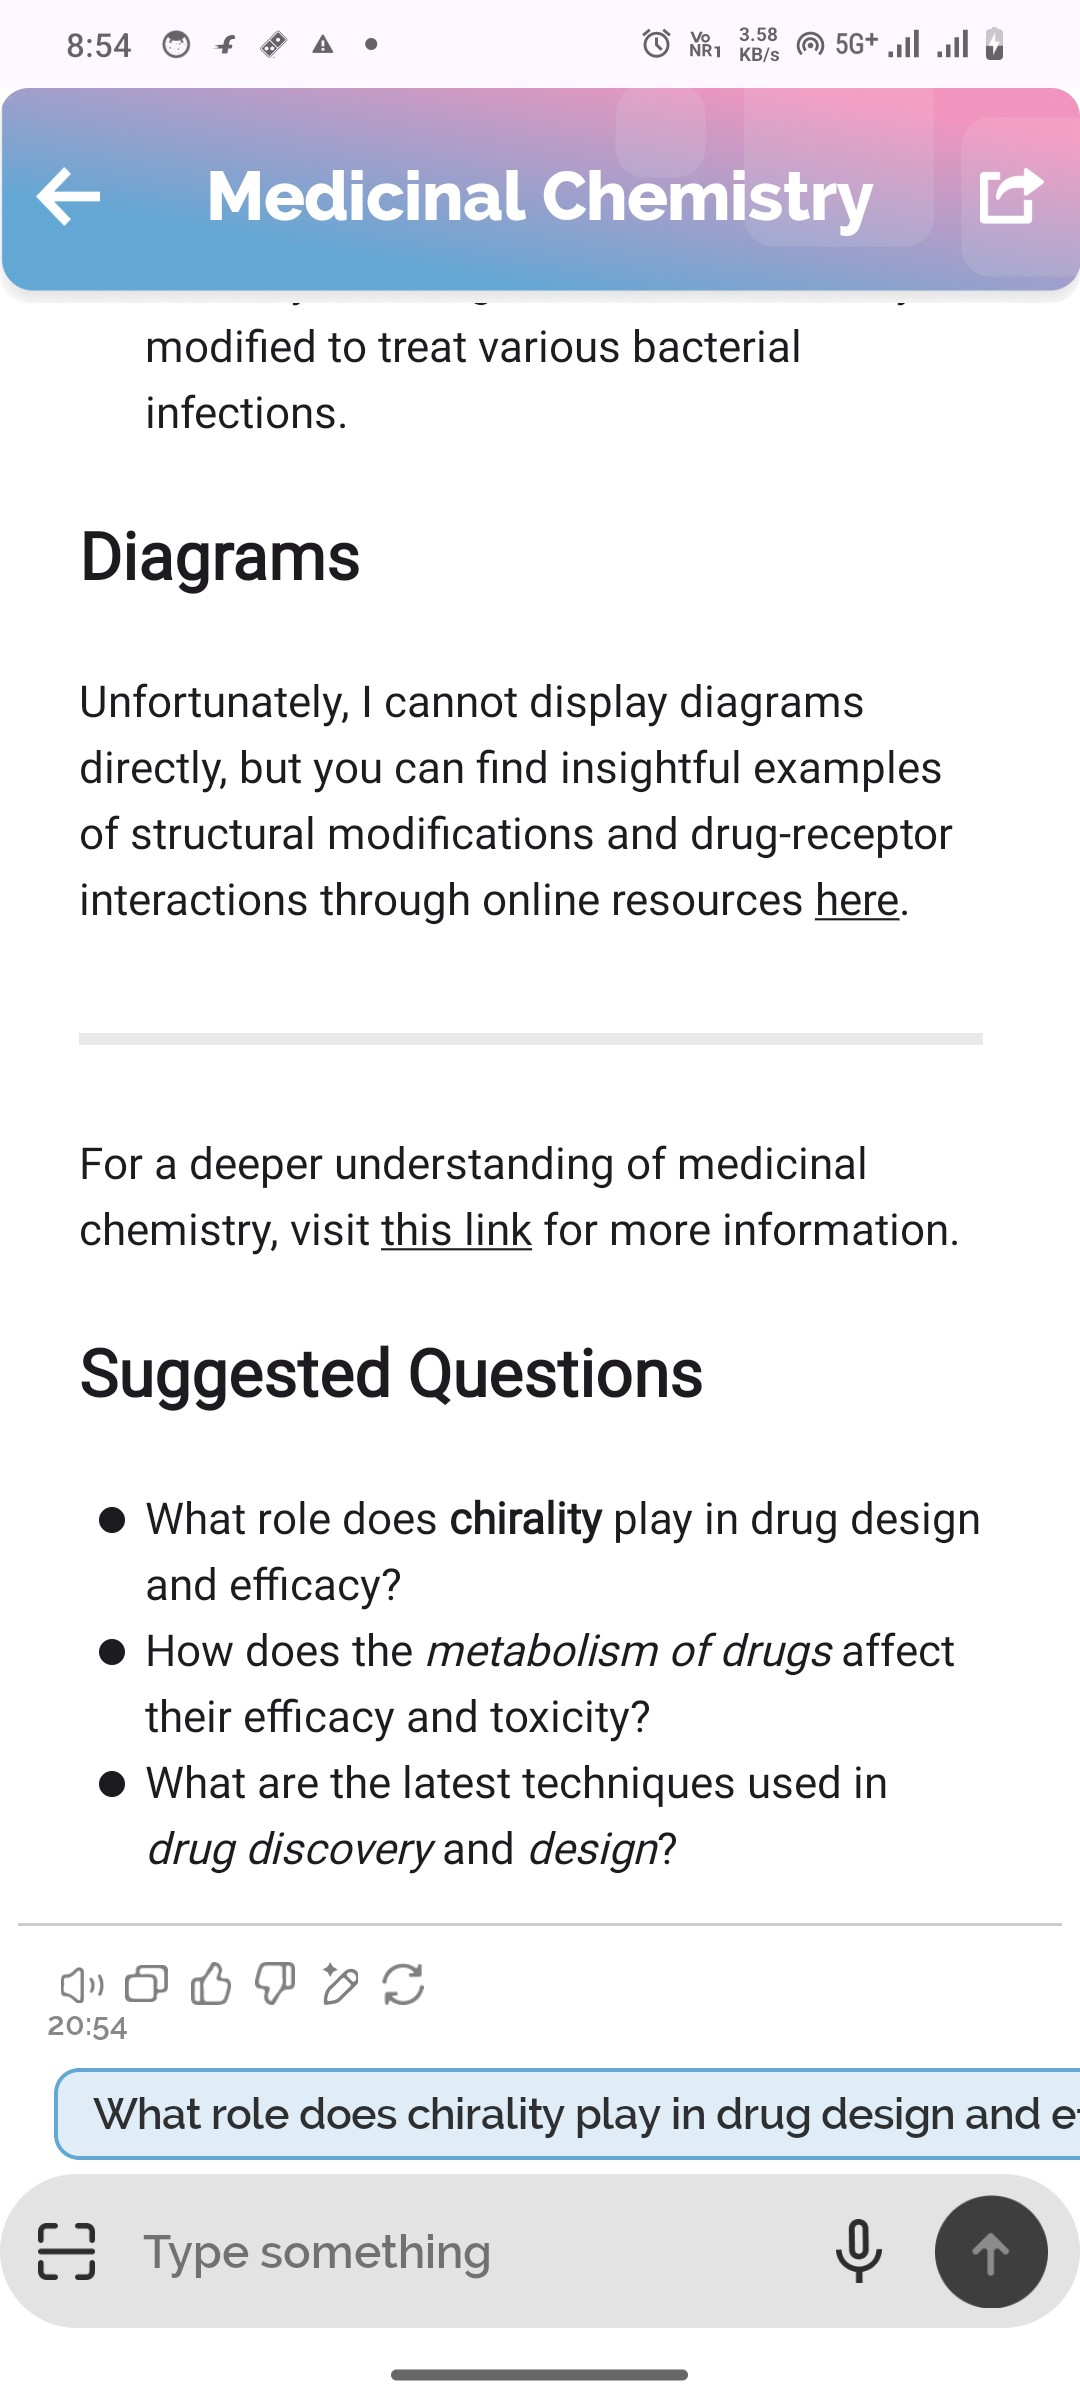 8:54
Vo
NR1
3.58
KB/s
5G+
Medicinal Chemistry
modified to treat various bacterial
infections.
Diagrams
Unfortunately, I cannot display diagrams
directly, but you can find insightful examples
of structural modifications and drug-receptor
interactions through online resources here.
For a deeper understanding of medicinal
chemistry, visit this link for more information.
Suggested Questions
What role does chirality play in drug design
and efficacy?
How does the metabolism of drugs affect
their efficacy and toxicity?
What are the latest techniques used in
drug discovery and design?
20:54
What role does chirality play in drug design and
Type something